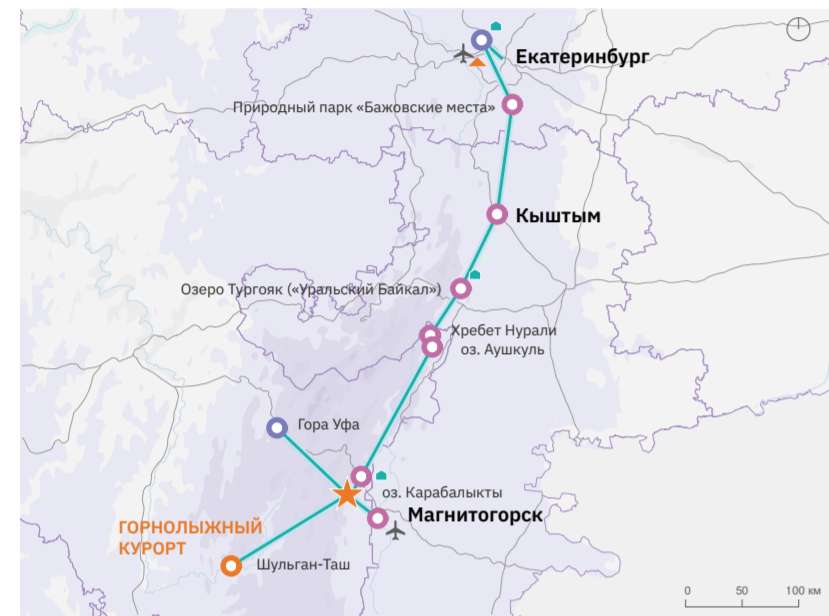 Екатеринбург
Природный парк «Бажовские места»
Кыштым
Озеро Тургояк («Уральский Байкал»)
Хребет Нурали
оз. Аушкуль
Гора Уфа
оз. Карабалыкты
Магнитогорск
ГОРНОЛЫЖНЫЙ
КУРОРТ
Шульган-Таш
0 50 100 км